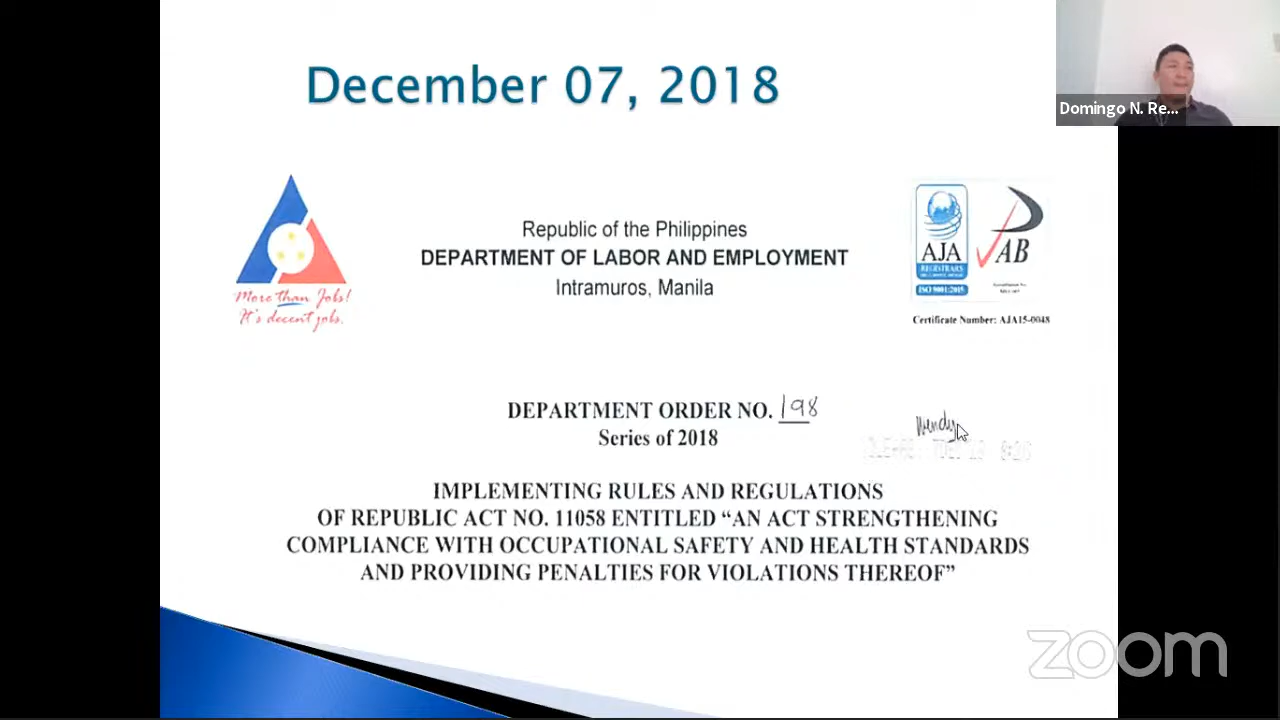 December 07, 2018
Domingo N. Re...
Republic of the Philippines
DEPARTMENT OF LABOR AND EMPLOYMENT
Intramuros, Manila
More than Jobs!
It's decent jobs.
AJA
REGISTRARS
ISO 9001:2015
PAB
Certificate Number: AJA15-0048
DEPARTMENT ORDER NO. 198
Series of 2018
Wendy
IMPLEMENTING RULES AND REGULATIONS
OF REPUBLIC ACT NO. 11058 ENTITLED “AN ACT STRENGTHENING
COMPLIANCE WITH OCCUPATIONAL SAFETY AND HEALTH STANDARDS
AND PROVIDING PENALTIES FOR VIOLATIONS THEREOF”
zoom